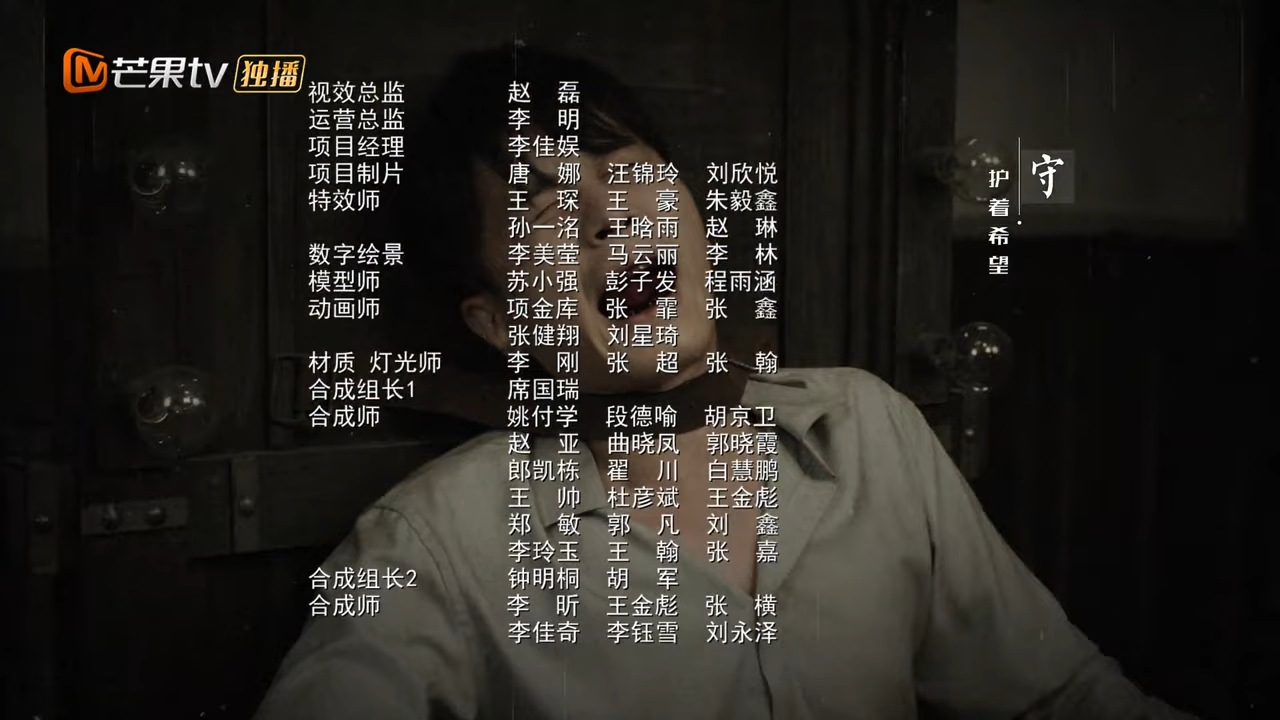 芒果tv 独播
视效总监 赵 磊
运营总监 李 明
项目经理 李佳娱
项目制片 唐 娜 汪锦玲 刘欣悦
特效师 王 琛 王 豪 朱毅鑫
孙一洺 王晗雨 赵 琳
数字绘景 李美莹 马云丽 李 林
模型师 苏小强 彭子发 程雨涵
动画师 项金库 张 霏 张 鑫
张健翔 刘星琦
材质 灯光师 李 刚 张 超 张 翰
合成组长1 席国瑞
合成师 姚付学 段德喻 胡京卫
赵 亚 曲晓凤 郭晓霞
郎凯栋 翟 川 白慧鹏
王 帅 杜彦斌 王金彪
郑 敏 郭 凡 刘 鑫
李玲玉 王 翰 张 嘉
合成组长2 钟明桐 胡 军
合成师 李 昕 王金彪 张 横
李佳奇 李钰雪 刘永泽
守
护着希望